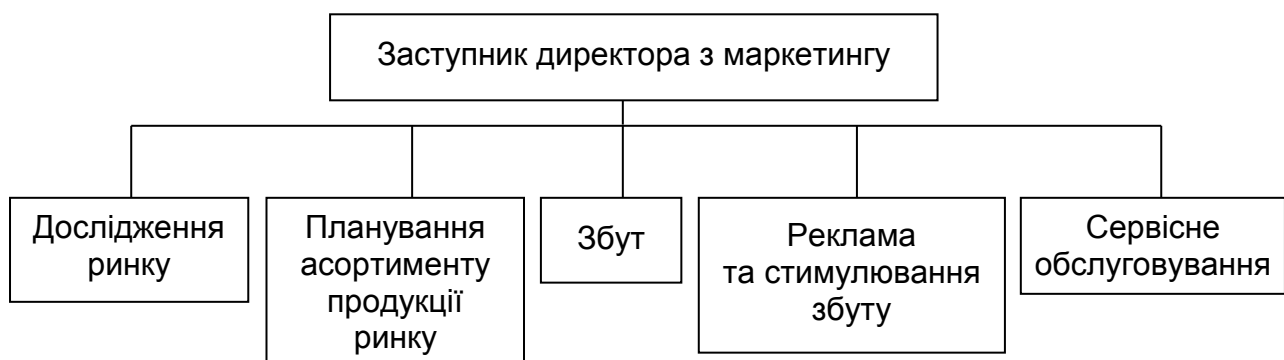 Заступник директора з маркетингу
Дослідження
ринку
Планування
асортименту
продукції
ринку
Збут
Реклама
та стимулювання
збуту
Сервісне
обслуговування